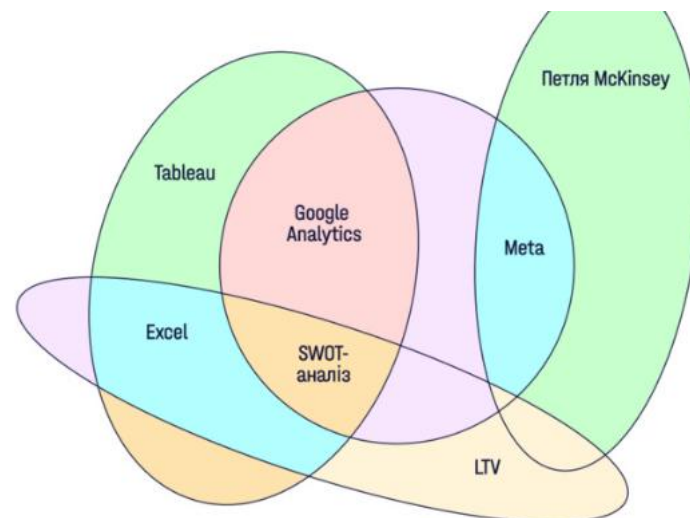 Петля McKinsey
Tableau
Google
Analytics
Meta
Excel
SWOT-
аналіз
LTV